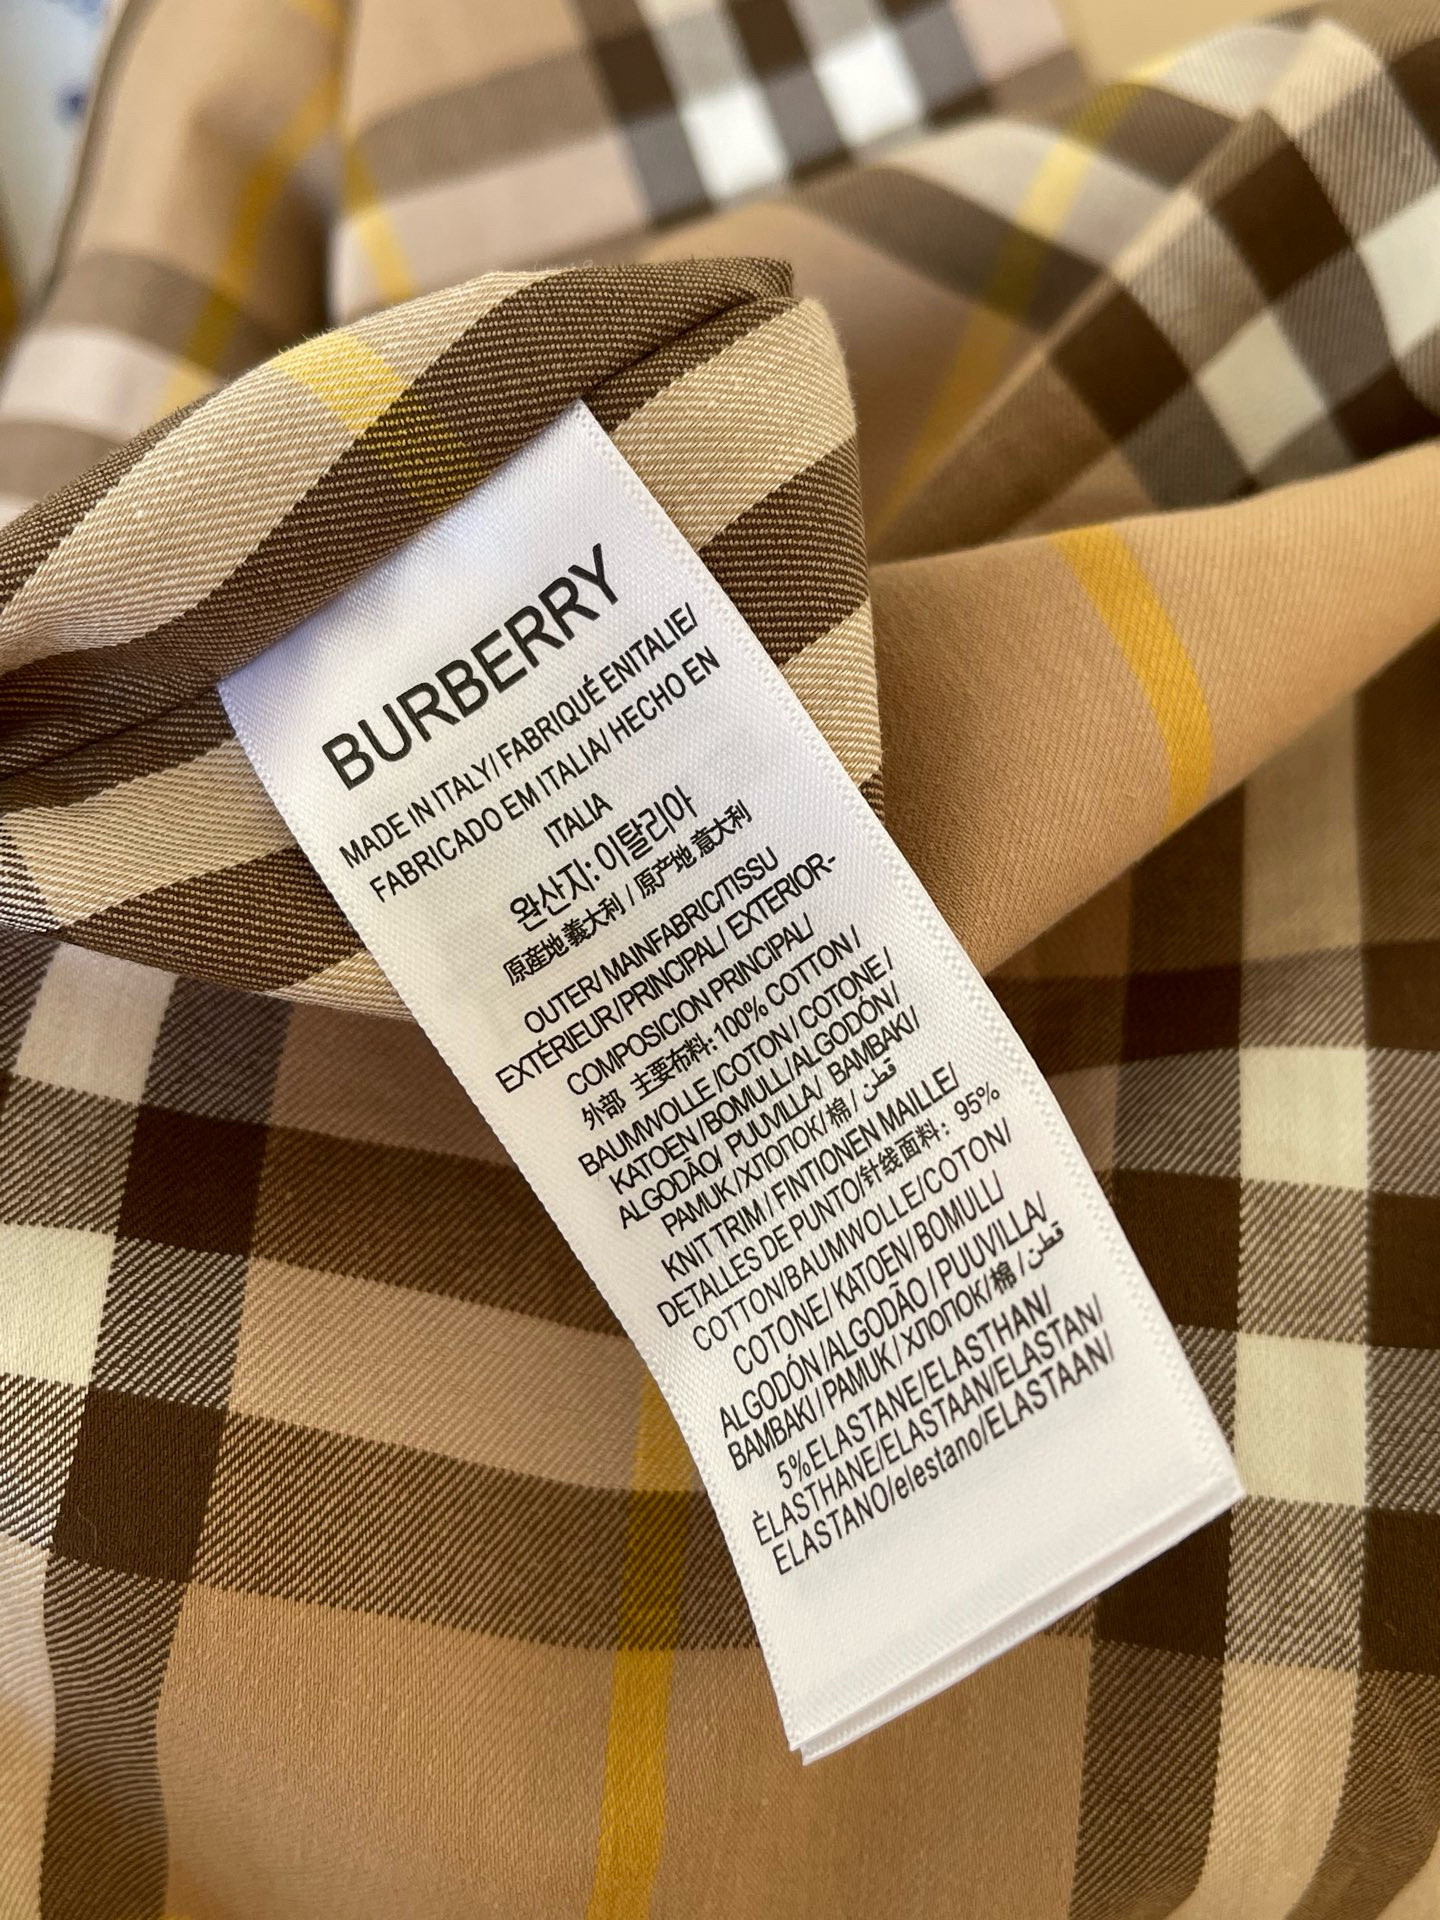 BURBERRY
MADE IN ITALY/ FABRIQUÉ ENITALIE/
FABRICADO EM ITALIA/ HECHO EN
ITALIA
완산지: 이탈리아
原産地 義大利 / 原产地 意大利
OUTER/ MAINFABRIC/TISSU
EXTÉRIEUR/PRINCIPAL/ EXTERIOR-
COMPOSICION PRINCIPAL/
外部 主要布料: 100% COTTON /
BAUMWOLLE /COTON / COTONE /
KATOEN / BOMULL/ALGODÓN/
ALGODÃO/ PUUVILLA/ BAMBAKI/
PAMUK / ХЛОПОК/ 棉 / قطن
KNIT TRIM / FINTIONEN MAILLE/
DETALLES DE PUNTO/针线面料: 95%
COTTON/BAUMWOLLE/COTON/
COTONE/ KATOEN/ BOMULL/
ALGODÓN /ALGODÃO / PUUVILLA/
BAMBAKI / PAMUK / ХЛОПОК/ 棉 / قطن
5%ELASTANE/ELASTHAN/
ÈLASTHANE/ELASTAAN/ELASTAN/
ELASTANO/elestano/ELASTAAN/